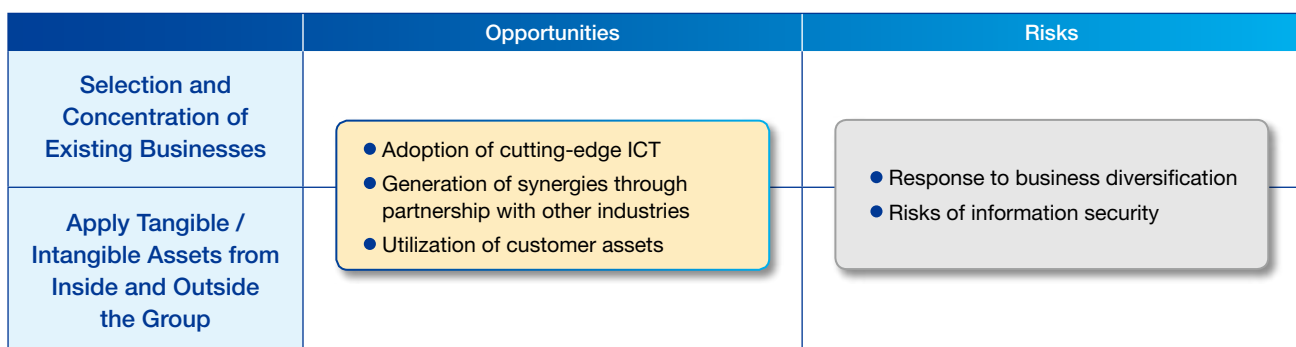 Opportunities
Risks
Selection and
Concentration of
Existing Businesses
● Adoption of cutting-edge ICT
● Generation of synergies through
partnership with other industries
● Utilization of customer assets
● Response to business diversification
● Risks of information security
Apply Tangible /
Intangible Assets from
Inside and Outside
the Group